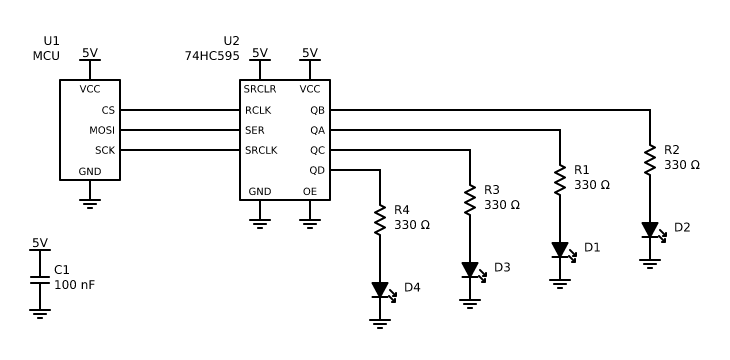 U1
MCU
5V
VCC
CS
MOSI
SCK
GND
U2
74HC595
5V
5V
SRCLR
VCC
RCLK
QB
SER
QA
SRCLK
QC
QD
GND
OE
R2
330 Ω
R1
330 Ω
R3
330 Ω
R4
330 Ω
D2
D1
D3
D4
5V
C1
100 nF